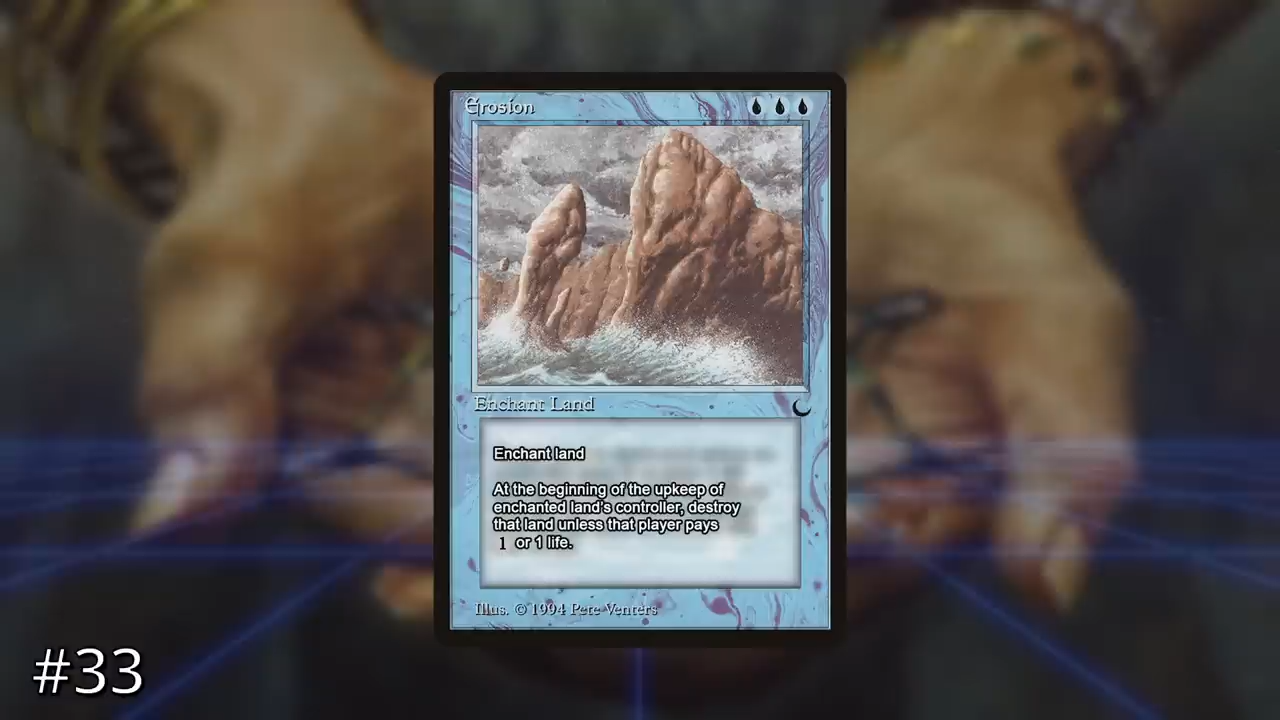 Erosion
Enchant Land
Enchant land
At the beginning of the upkeep of
enchanted land's controller, destroy
that land unless that player pays
1 or 1 life.
Illus. © 1994 Pete Venters
#33